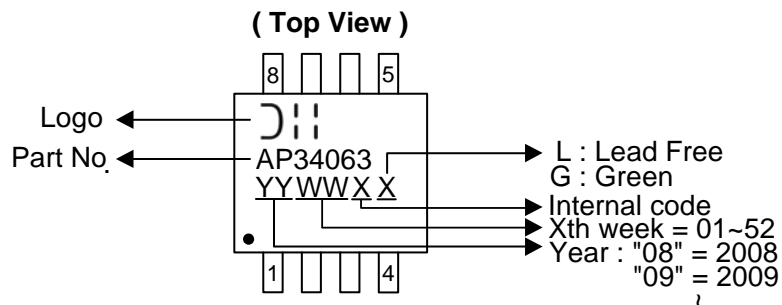 ( Top View )
8 5
Logo
Part No.
AP34063
YY WW X X
L : Lead Free
G : Green
Internal code
Xth week = 01~52
Year : "08" = 2008
"09" = 2009
~
1 4